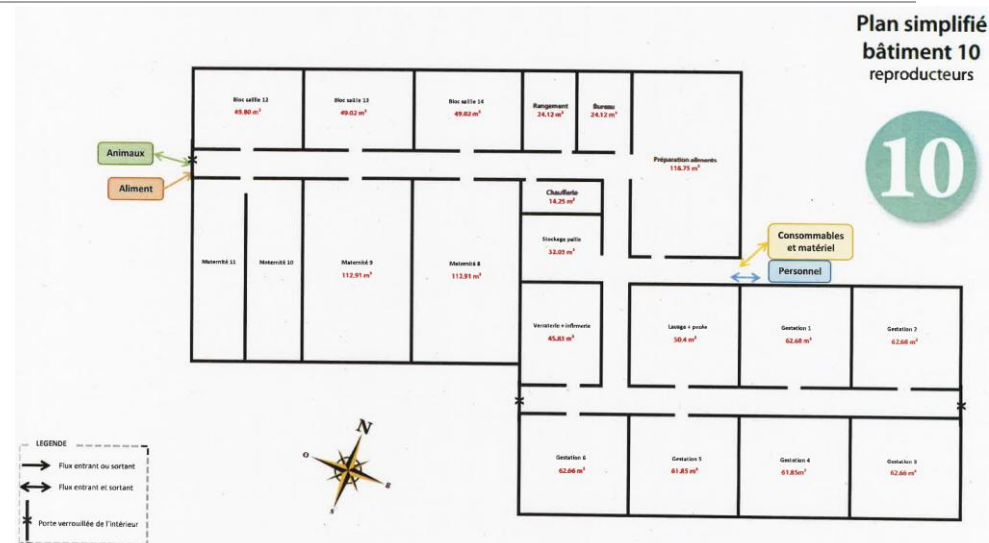 Plan simplifié
bâtiment 10
reproducteurs
10
Bloc saille 12
49.80 m²
Bloc saille 13
49.02 m²
Bloc saille 14
49.02 m²
Rangement
24.12 m²
Bureau
24.12 m²
Préparation aliments
116.75 m²
Animaux
Aliment
Chaufferie
14.25 m²
Stockage paille
32.03 m²
Maternité 11
Maternité 10
Maternité 9
112.91 m²
Maternité 8
112.91 m²
Consommables
et matériel
Personnel
Verraterie + infirmerie
45.83 m²
Lavage + pesée
50.4 m²
Gestation 1
62.68 m²
Gestation 2
62.68 m²
Gestation 6
62.66 m²
Gestation 5
61.85 m²
Gestation 4
61.85m²
Gestation 3
62.66 m²
N
O
E
S
LEGENDE
Flux entrant ou sortant
Flux entrant et sortant
Porte verrouillée de l'intérieur